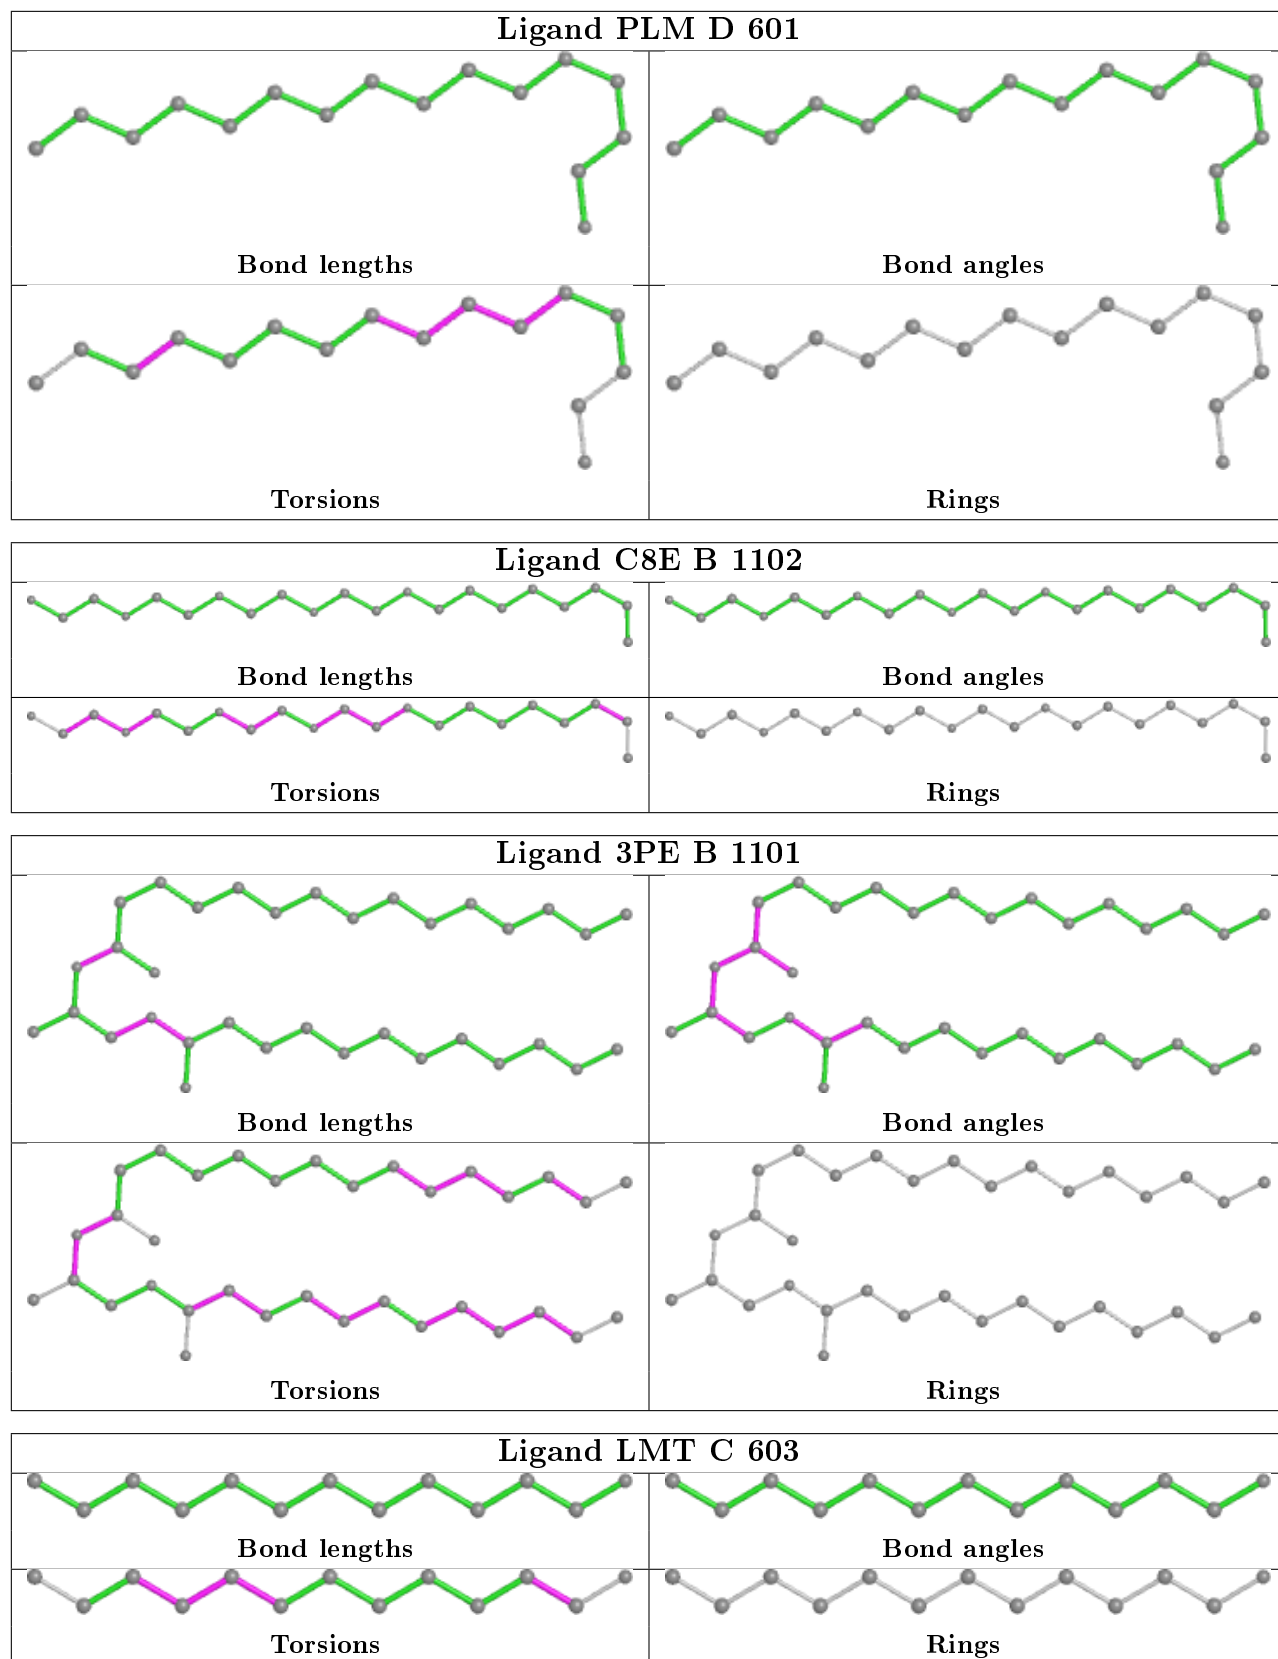 Ligand PLM D 601
Bond lengths
Bond angles
Torsions
Rings
Ligand C8E B 1102
Bond lengths
Bond angles
Torsions
Rings
Ligand 3PE B 1101
Bond lengths
Bond angles
Torsions
Rings
Ligand LMT C 603
Bond lengths
Bond angles
Torsions
Rings